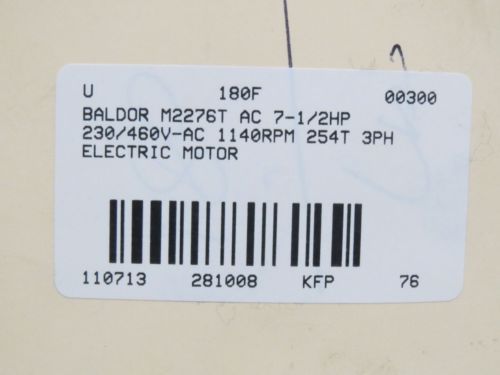 U 180F 00300
BALDOR M2276T AC 7-1/2HP
230/460V-AC 1140RPM 254T 3PH
ELECTRIC MOTOR
110713 281008 KFP 76